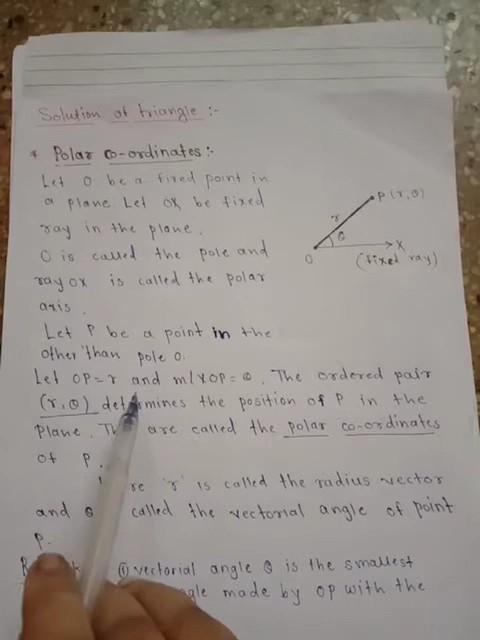 Solution of triangle :-
* Polar co-ordinates :-
Let O be a fixed point in
a plane. Let OX be fixed
ray in the plane.
O is called the pole and
ray OX is called the polar
axis.
P (r, θ)
r
θ
O
X
(fixed ray)
Let P be a point in the
other than pole O.
Let OP = r and m∠XOP = θ. The ordered pair
(r, θ) determines the position of P in the
Plane. are called the polar co-ordinates
of P.
'r' is called the radius vector
and θ called the vectorial angle of point
P.
① vectorial angle θ is the smallest
made by OP with the